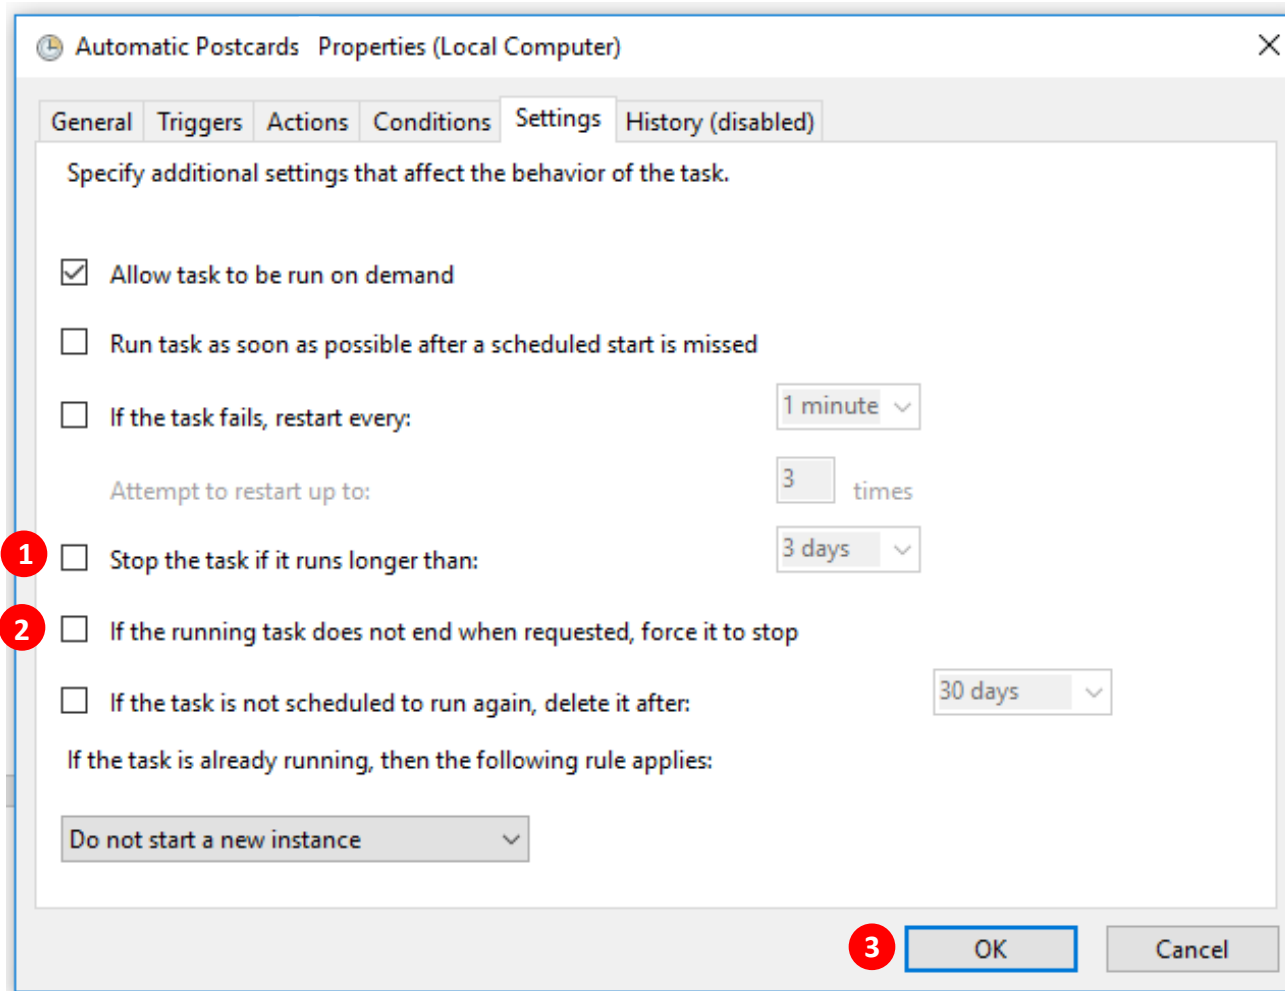 Automatic Postcards Properties (Local Computer)
General Triggers Actions Conditions Settings History (disabled)
Specify additional settings that affect the behavior of the task.
Allow task to be run on demand
Run task as soon as possible after a scheduled start is missed
If the task fails, restart every: 1 minute
Attempt to restart up to: 3 times
1 Stop the task if it runs longer than: 3 days
2 If the running task does not end when requested, force it to stop
If the task is not scheduled to run again, delete it after: 30 days
If the task is already running, then the following rule applies:
Do not start a new instance
3 OK Cancel